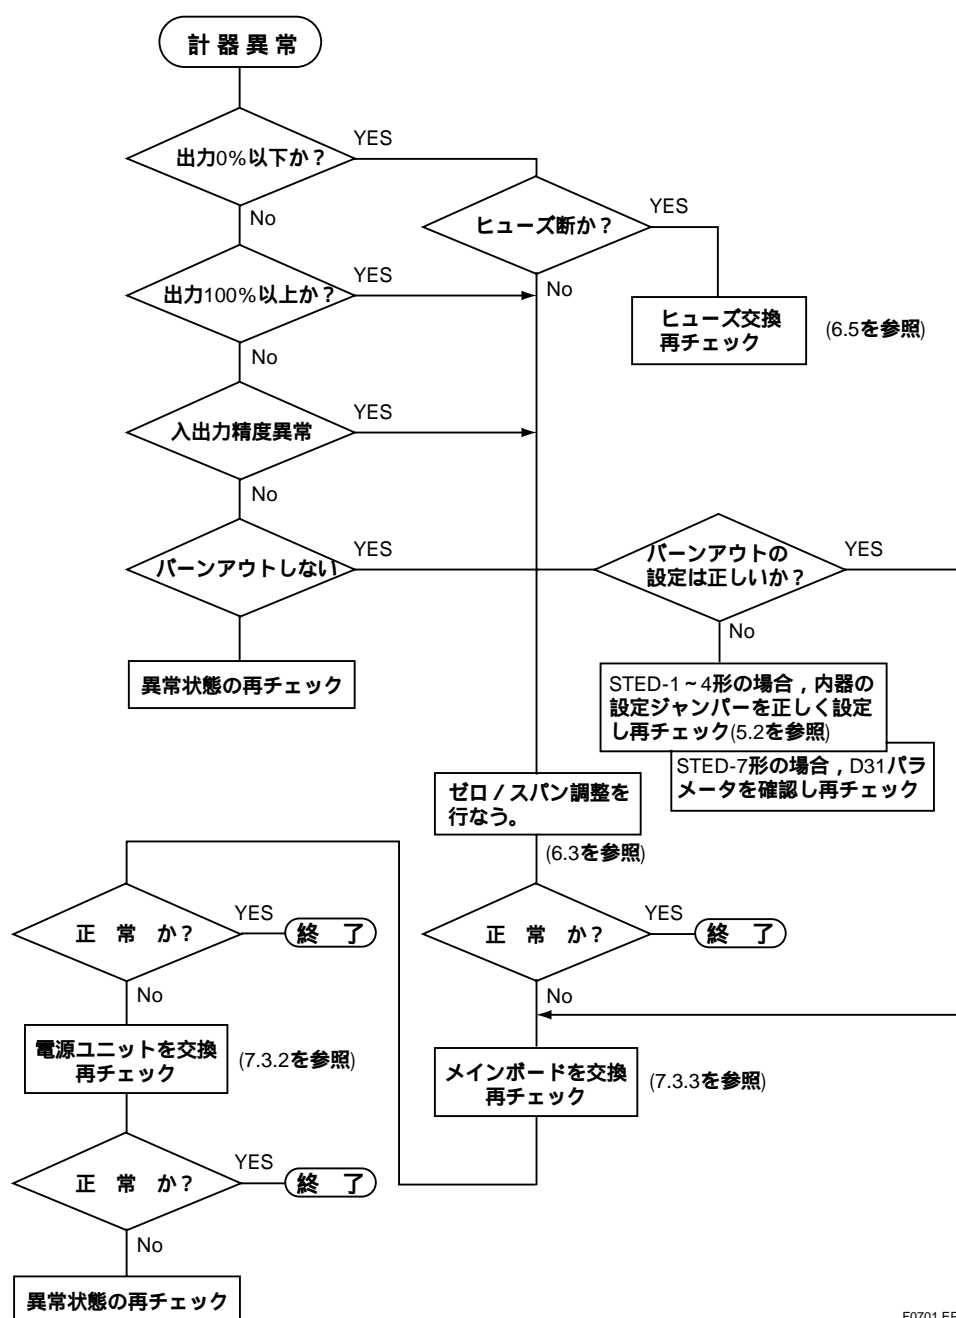 計 器 異 常
出力0%以下か？
YES
No
ヒューズ断か？
YES
No
ヒューズ交換
再チェック
(6.5を参照)
出力100%以上か？
YES
No
入出力精度異常
YES
No
バーンアウトしない
YES
No
異常状態の再チェック
バーンアウトの
設定は正しいか？
YES
No
STED-1～4形の場合，内器の
設定ジャンパーを正しく設定
し再チェック(5.2を参照)
STED-7形の場合，D31パラ
メータを確認し再チェック
ゼロ / スパン調整を
行なう。
(6.3を参照)
正 常 か？
YES
終 了
No
メインボードを交換
再チェック
(7.3.3を参照)
正 常 か？
YES
終 了
No
電源ユニットを交換
再チェック
(7.3.2を参照)
正 常 か？
YES
終 了
No
異常状態の再チェック